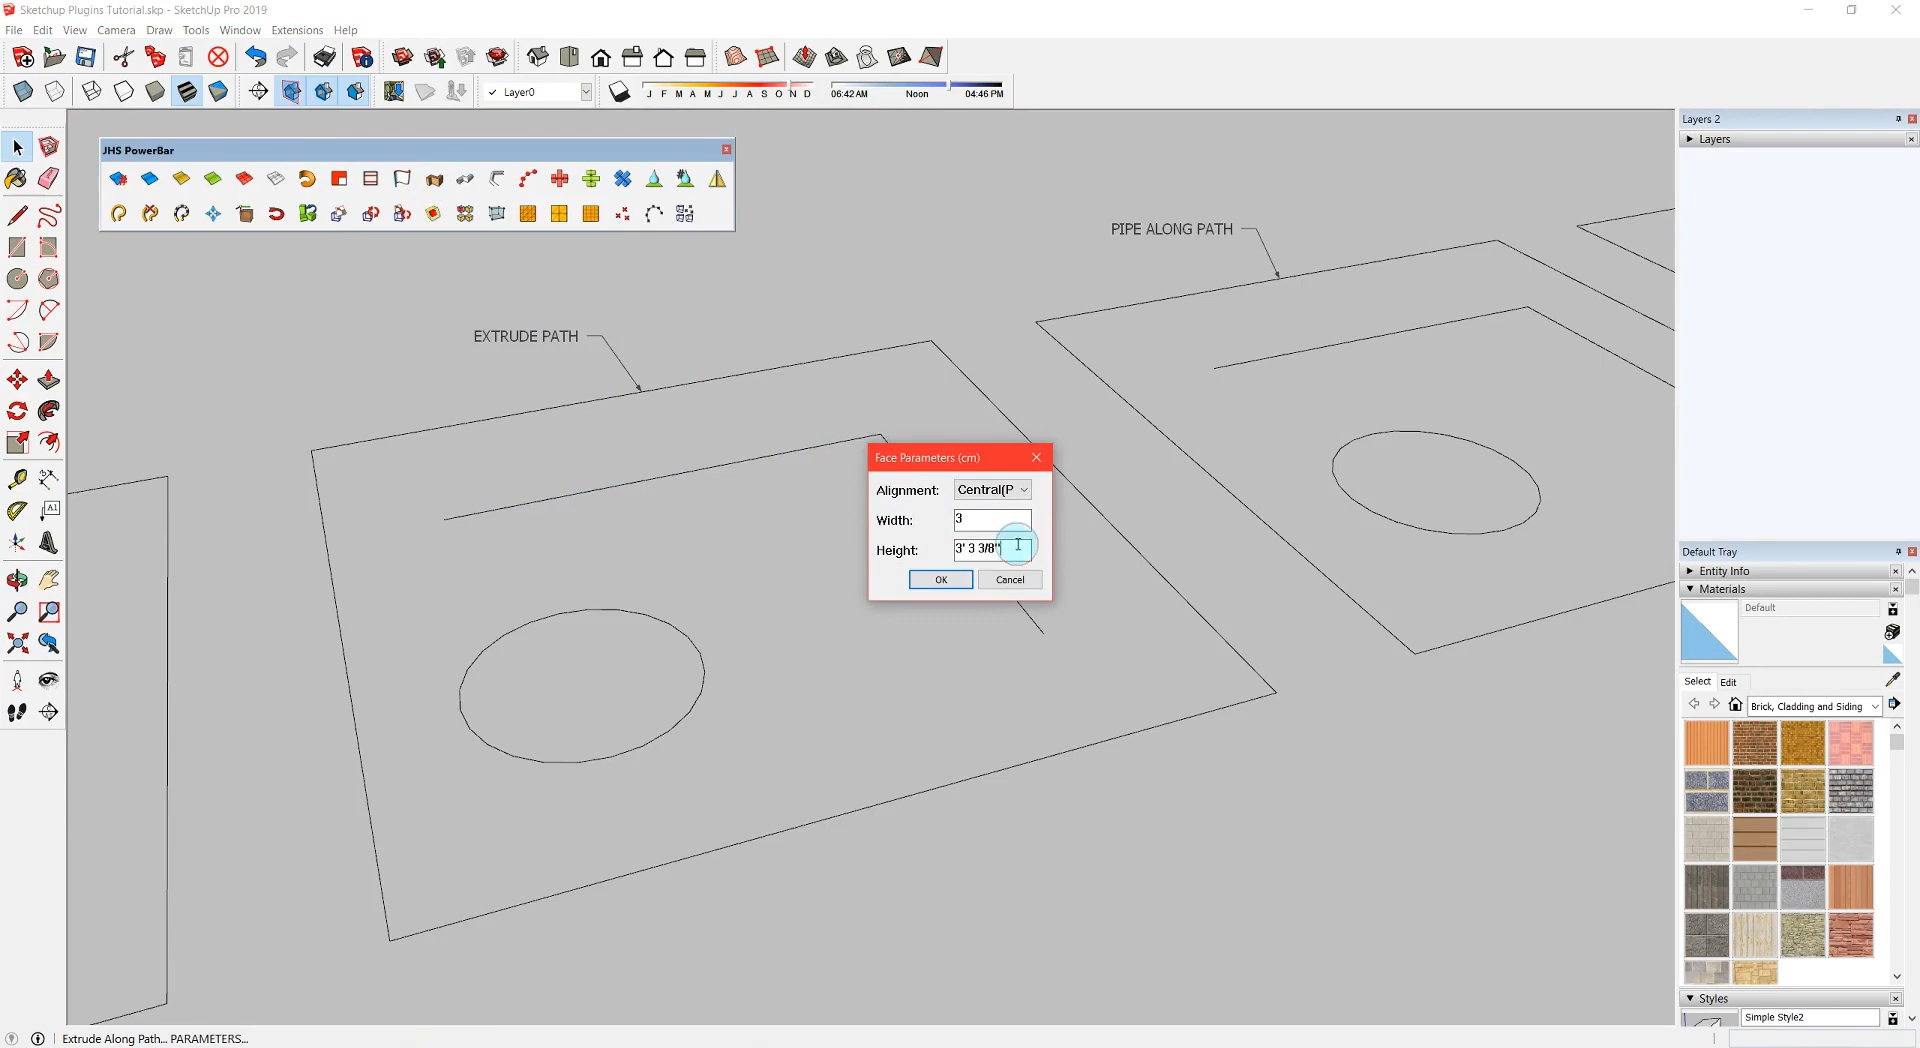 Sketchup Plugins Tutorial.skp - SketchUp Pro 2019
File Edit View Camera Draw Tools Window Extensions Help
✓ Layer0
J F M A M J J A S O N D
06:42 AM Noon 04:46 PM
Layers 2
Layers
JHS PowerBar
A1
PIPE ALONG PATH
EXTRUDE PATH
Face Parameters (cm)
Alignment: Central(P
Width: 3
Height: 3' 3 3/8"
OK Cancel
Default Tray
Entity Info
Materials
Default
Select Edit
Brick, Cladding and Siding
Styles
Simple Style2
Extrude Along Path... PARAMETERS...